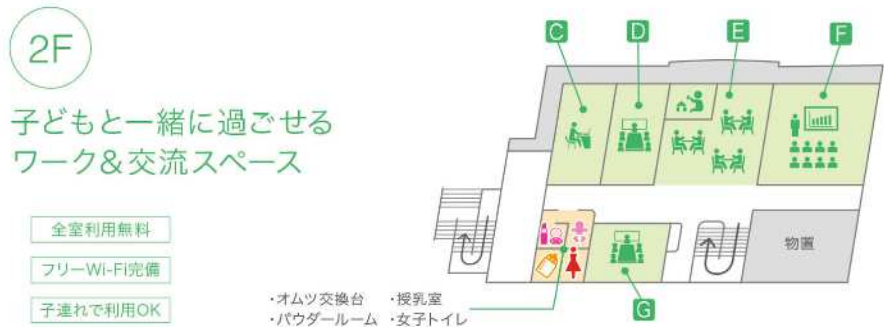 2F
子どもと一緒に過ごせる
ワーク&交流スペース
全室利用無料
フリーWi-Fi完備
子連れで利用OK
C D E F
物置
G
・オムツ交換台 ・授乳室
・パウダールーム ・女子トイレ